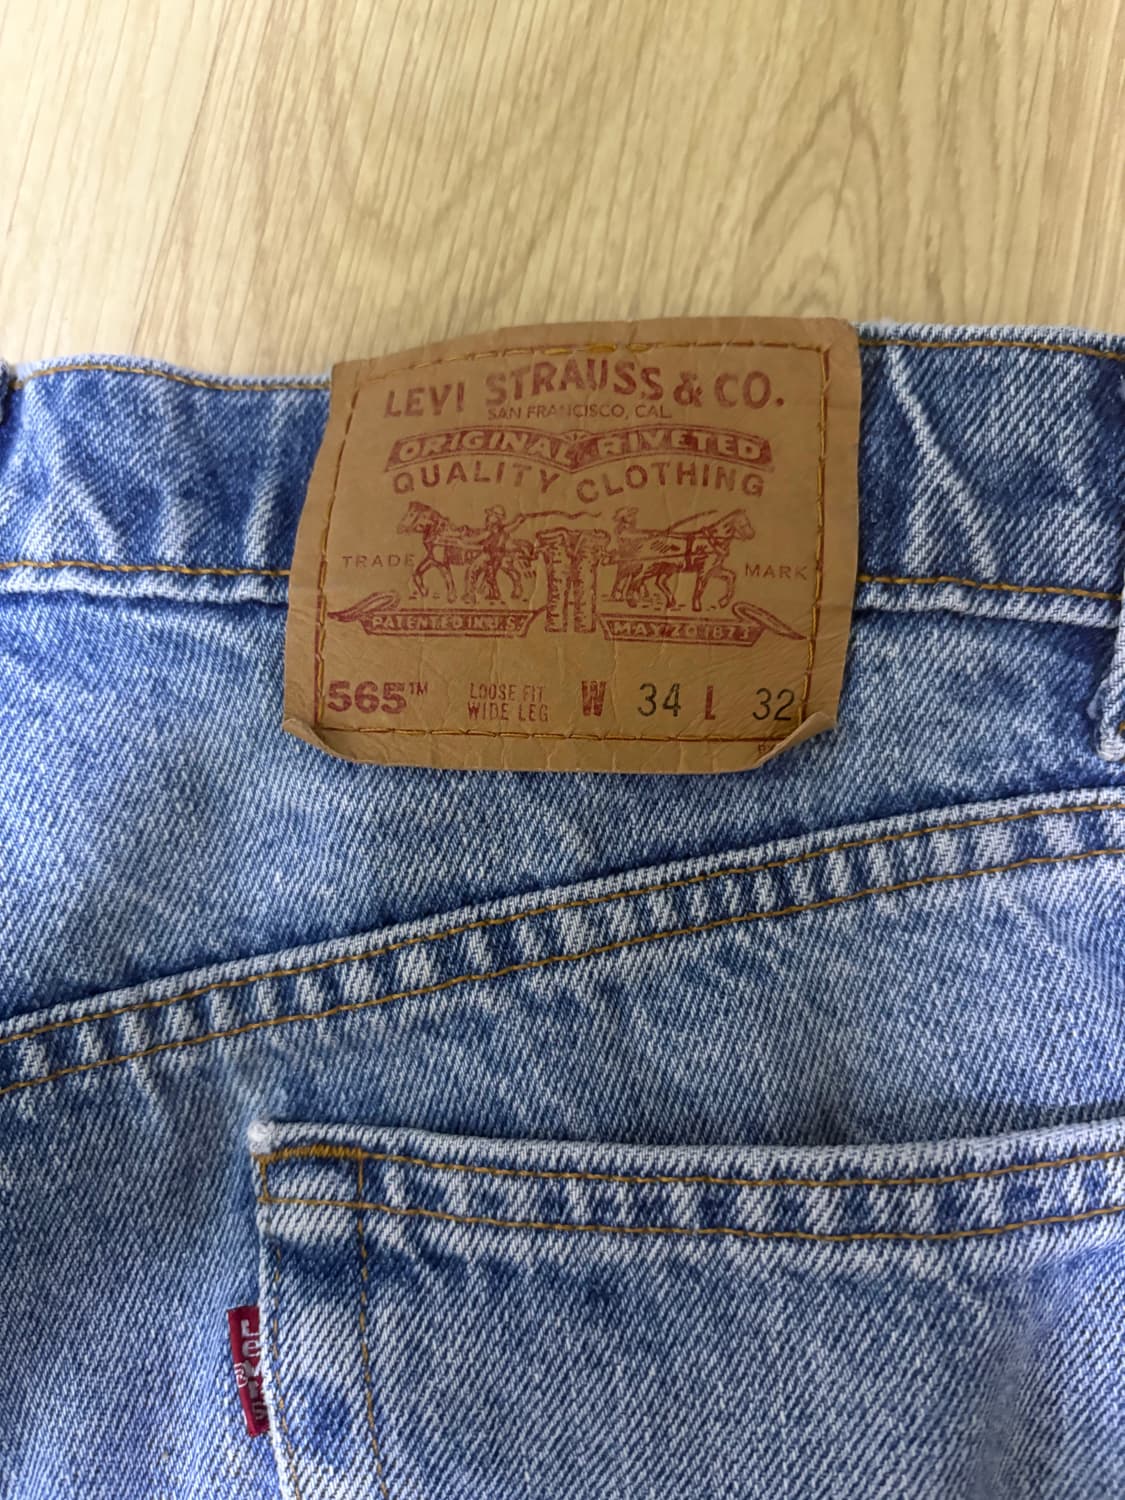 LEVI STRAUSS & CO.
SAN FRANCISCO, CAL.
ORIGINAL RIVETED
QUALITY CLOTHING
TRADE MARK
PATENTED IN U.S. MAY 20 1873
565™ LOOSE FIT W 34 L 32
WIDE LEG
LEVI'S
®